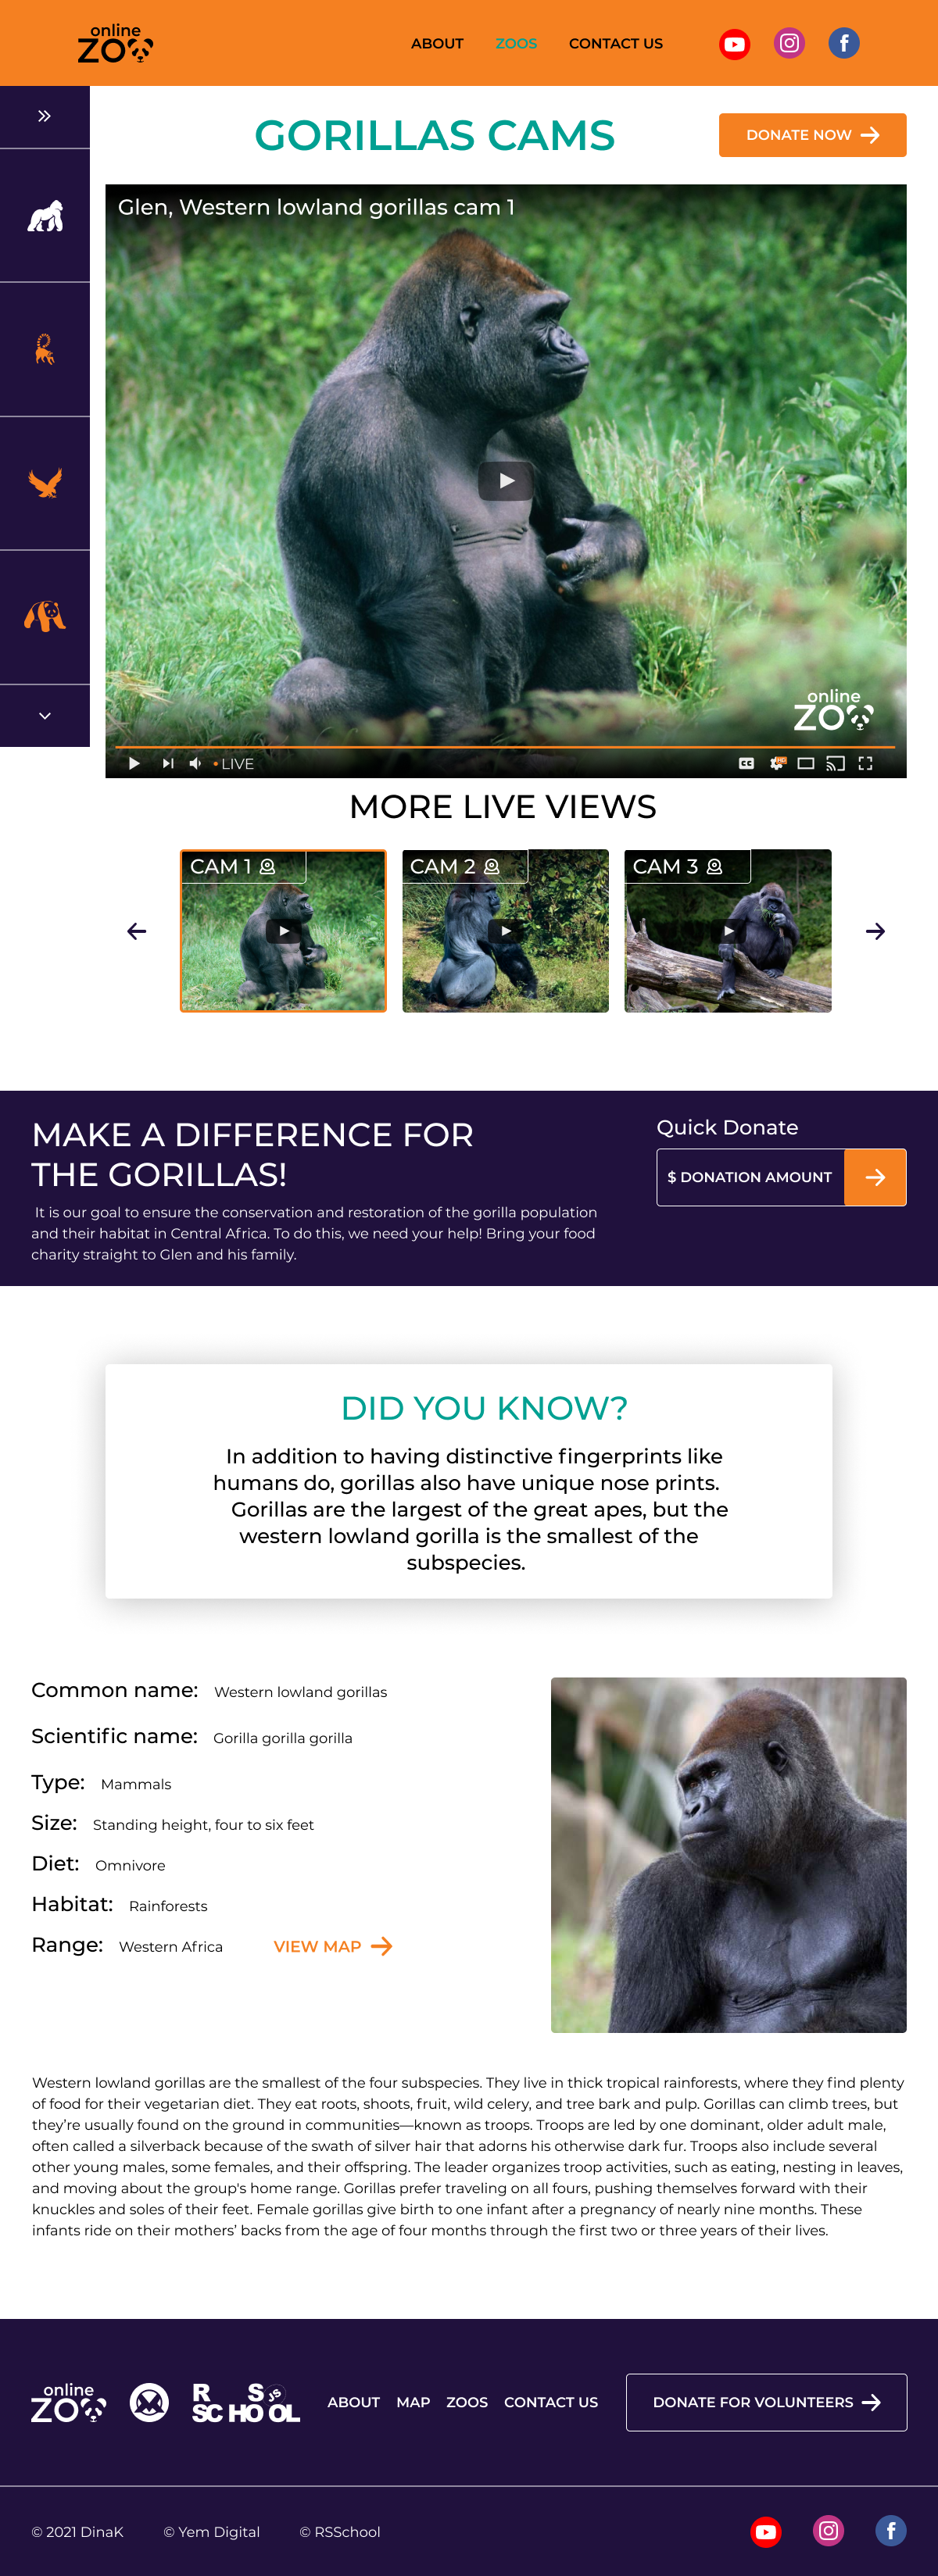 online
ZOO
ABOUT ZOOS CONTACT US
GORILLAS CAMS
DONATE NOW
Glen, Western lowland gorillas cam 1
online
ZOO
• LIVE
CC HQ
MORE LIVE VIEWS
CAM 1 CAM 2 CAM 3
MAKE A DIFFERENCE FOR
THE GORILLAS!
It is our goal to ensure the conservation and restoration of the gorilla population
and their habitat in Central Africa. To do this, we need your help! Bring your food
charity straight to Glen and his family.
Quick Donate
$ DONATION AMOUNT
DID YOU KNOW?
In addition to having distinctive fingerprints like
humans do, gorillas also have unique nose prints.
Gorillas are the largest of the great apes, but the
western lowland gorilla is the smallest of the
subspecies.
Common name: Western lowland gorillas
Scientific name: Gorilla gorilla gorilla
Type: Mammals
Size: Standing height, four to six feet
Diet: Omnivore
Habitat: Rainforests
Range: Western Africa VIEW MAP
Western lowland gorillas are the smallest of the four subspecies. They live in thick tropical rainforests, where they find plenty
of food for their vegetarian diet. They eat roots, shoots, fruit, wild celery, and tree bark and pulp. Gorillas can climb trees, but
they’re usually found on the ground in communities—known as troops. Troops are led by one dominant, older adult male,
often called a silverback because of the swath of silver hair that adorns his otherwise dark fur. Troops also include several
other young males, some females, and their offspring. The leader organizes troop activities, such as eating, nesting in leaves,
and moving about the group's home range. Gorillas prefer traveling on all fours, pushing themselves forward with their
knuckles and soles of their feet. Female gorillas give birth to one infant after a pregnancy of nearly nine months. These
infants ride on their mothers’ backs from the age of four months through the first two or three years of their lives.
online
ZOO
RS
SCHOOL
JS
ABOUT MAP ZOOS CONTACT US
DONATE FOR VOLUNTEERS
© 2021 DinaK © Yem Digital © RSSchool